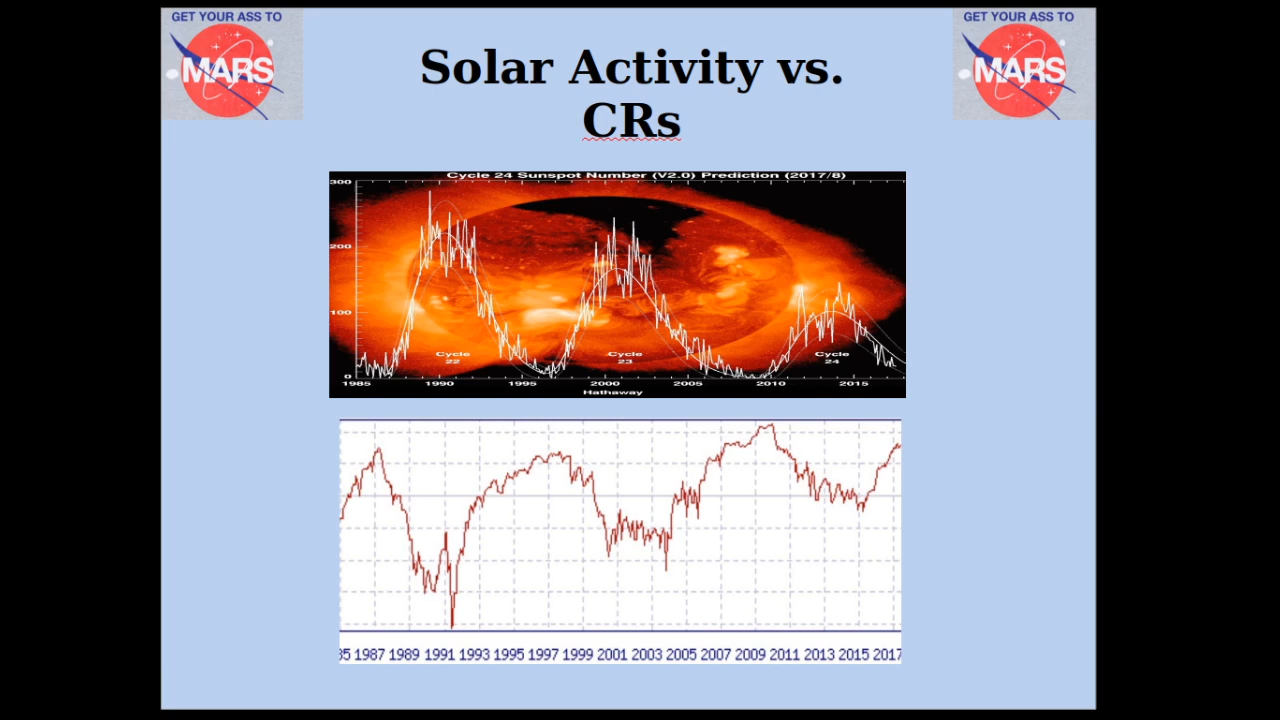 GET YOUR ASS TO
MARS
GET YOUR ASS TO
MARS
Solar Activity vs.
CRs
Cycle 24 Sunspot Number (V2.0) Prediction (2017/8)
300
200
100
0
Cycle
22
Cycle
23
Cycle
24
1985 1990 1995 2000 2005 2010 2015
Hathaway
35 1987 1989 1991 1993 1995 1997 1999 2001 2003 2005 2007 2009 2011 2013 2015 2017